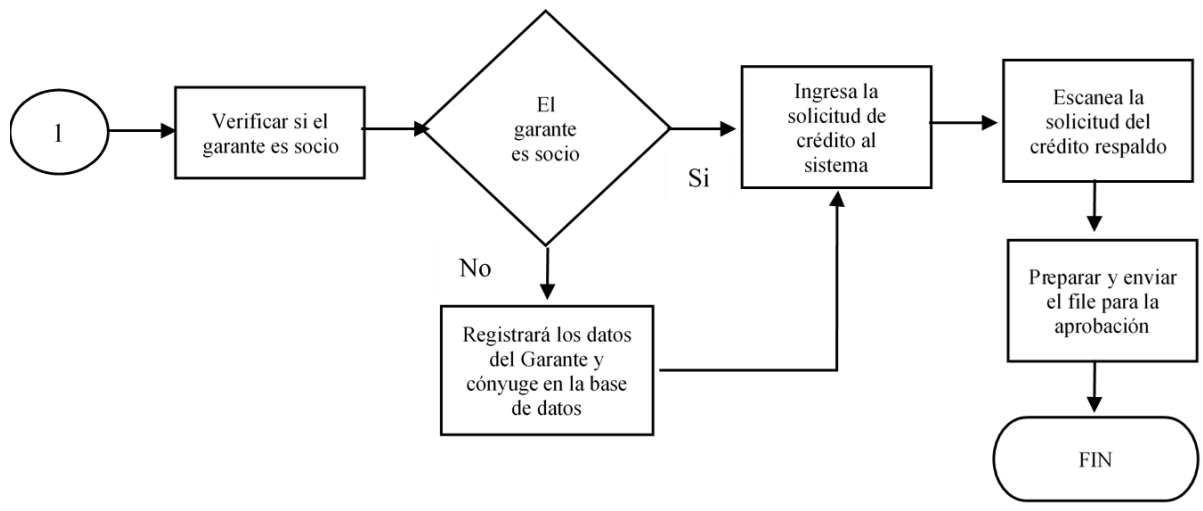 1
Verificar si el
garante es socio
El
garante
es socio
Si
No
Registrará los datos
del Garante y
cónyuge en la base
de datos
Ingresa la
solicitud de
crédito al
sistema
Escanea la
solicitud del
crédito respaldo
Preparar y enviar
el file para la
aprobación
FIN